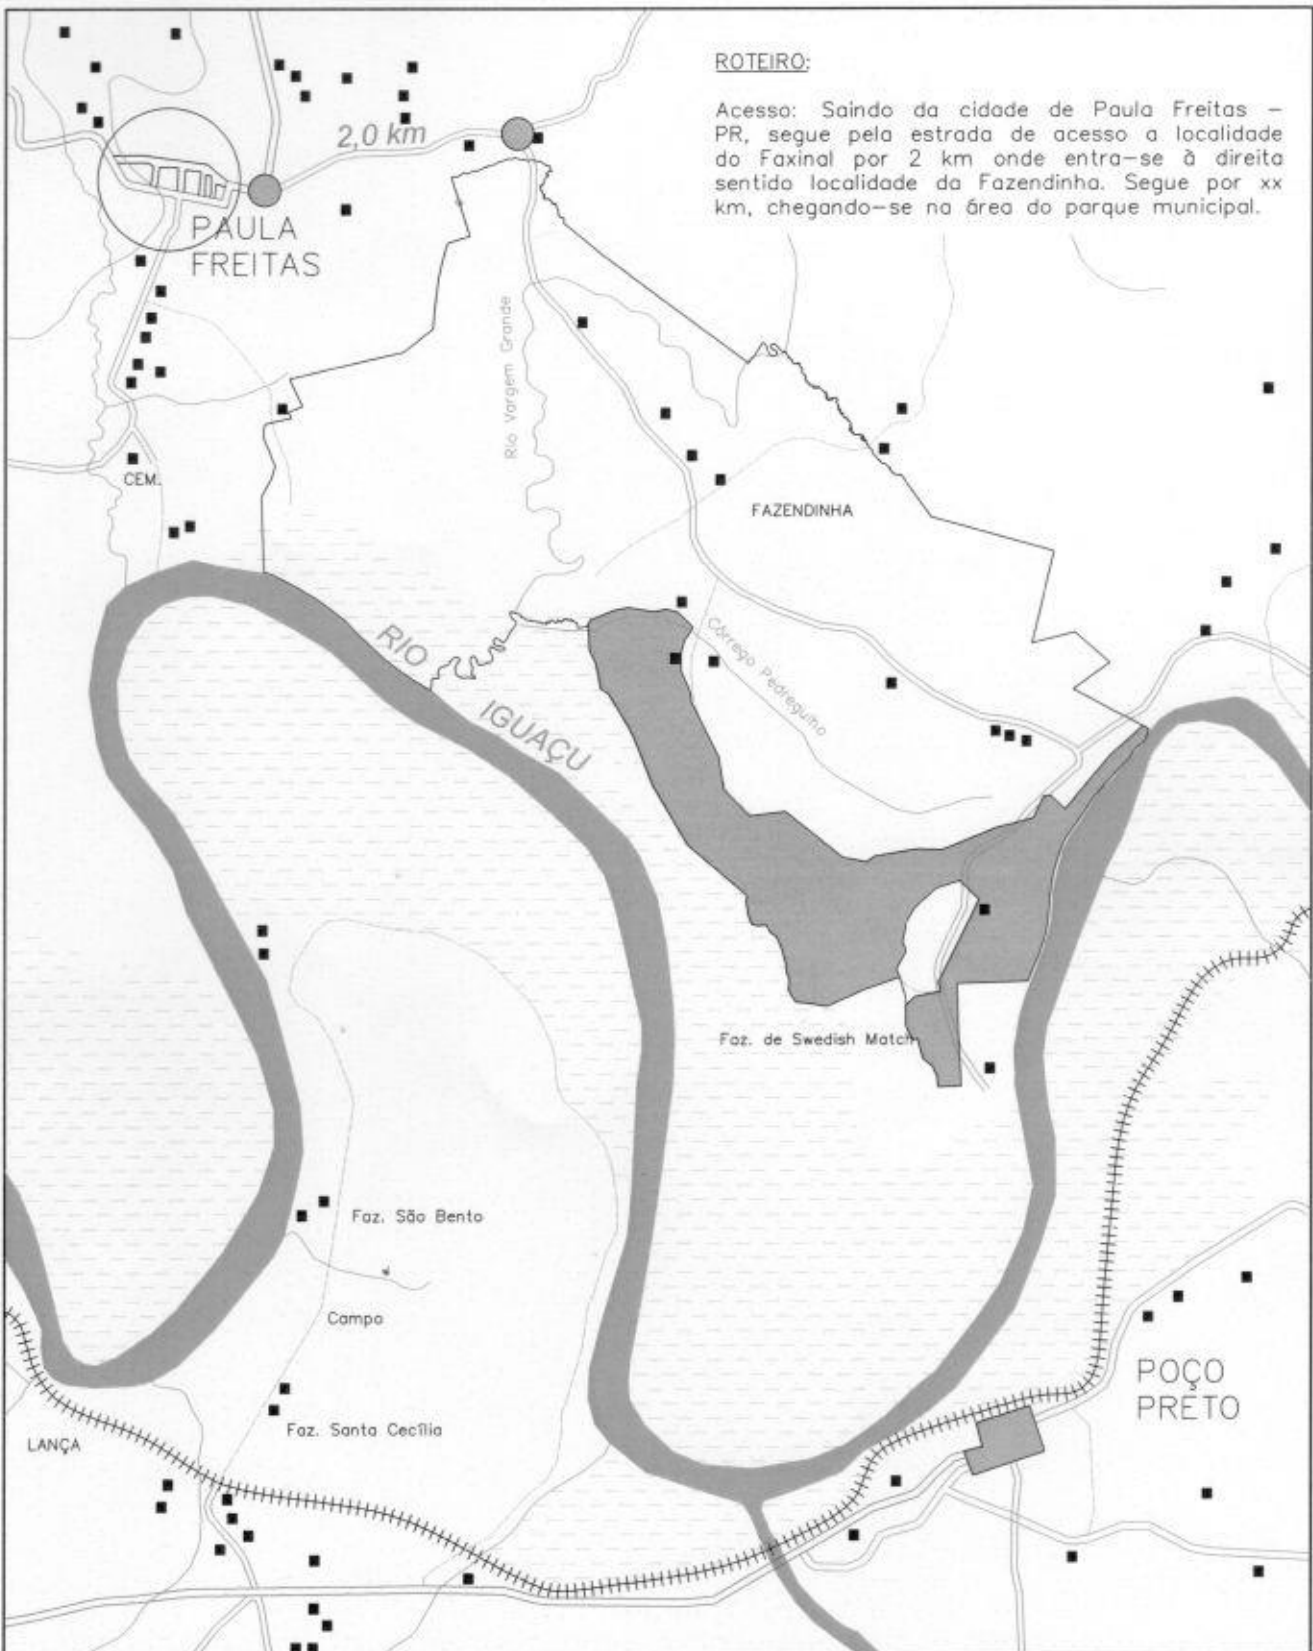 ROTEIRO:
Acesso: Saindo da cidade de Paula Freitas –
PR, segue pela estrada de acesso a localidade
do Faxinal por 2 km onde entra-se à direita
sentido localidade da Fazendinha. Segue por xx
km, chegando-se na área do parque municipal.
2,0 km
PAULA
FREITAS
Rio Vargem Grande
CEM.
FAZENDINHA
RIO
IGUAÇU
Córrego Pedregulho
Faz. de Swedish Match
Faz. São Bento
Campo
Faz. Santa Cecília
LANÇA
POÇO
PRETO